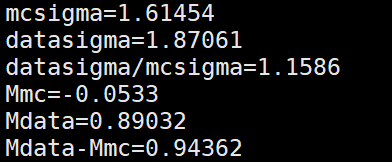 mcsigma=1.61454
datasigma=1.87061
datasigma/mcsigma=1.1586
Mmc=-0.0533
Mdata=0.89032
Mdata-Mmc=0.94362